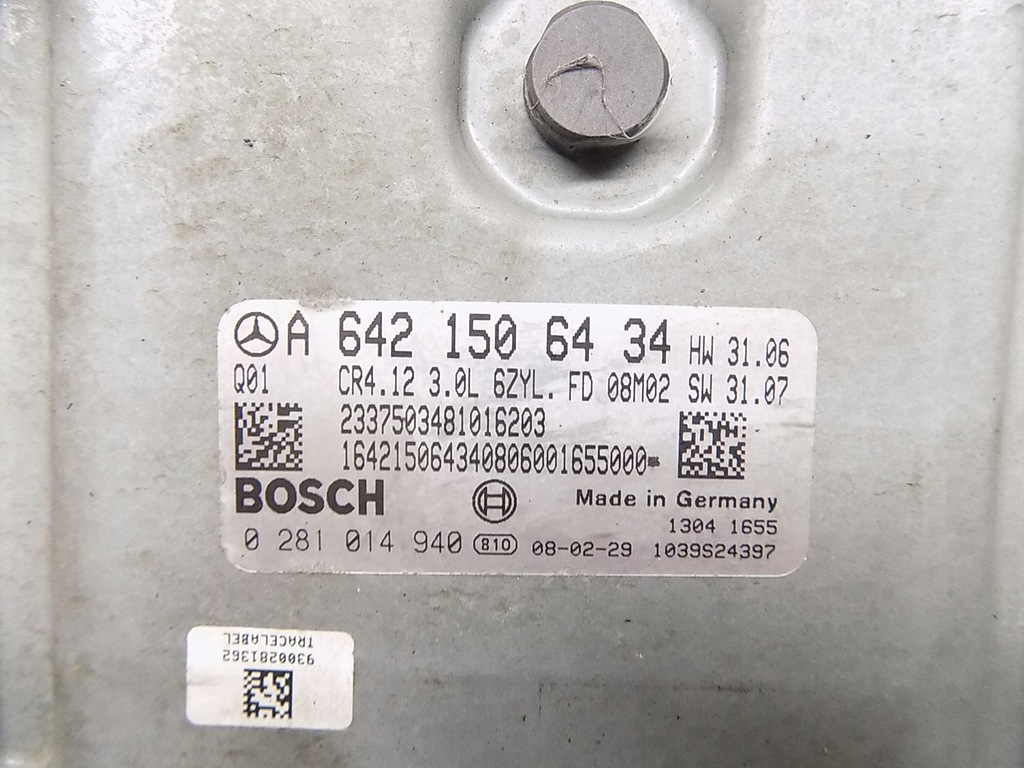 A 642 150 64 34 HW 31.06
Q01 CR4.12 3.0L 6ZYL. FD 08M02 SW 31.07
2337503481016203
164215064340806001655000
BOSCH Made in Germany
1304 1655
0 281 014 940 810 08-02-29 1039S24397
TRACELABEL
9300281362